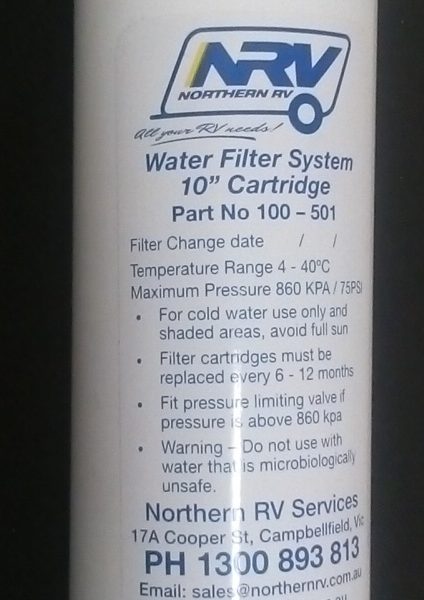 NRV
NORTHERN RV
All your RV needs!
Water Filter System
10” Cartridge
Part No 100 – 501
Filter Change date / /
Temperature Range 4 - 40ºC
Maximum Pressure 860 KPA / 75PSI
• For cold water use only and
shaded areas, avoid full sun
• Filter cartridges must be
replaced every 6 - 12 months
• Fit pressure limiting valve if
pressure is above 860 kpa
• Warning – Do not use with
water that is microbiologically
unsafe.
Northern RV Services
17A Cooper St, Campbellfield, Vic
PH 1300 893 813
Email: sales@northernrv.com.au